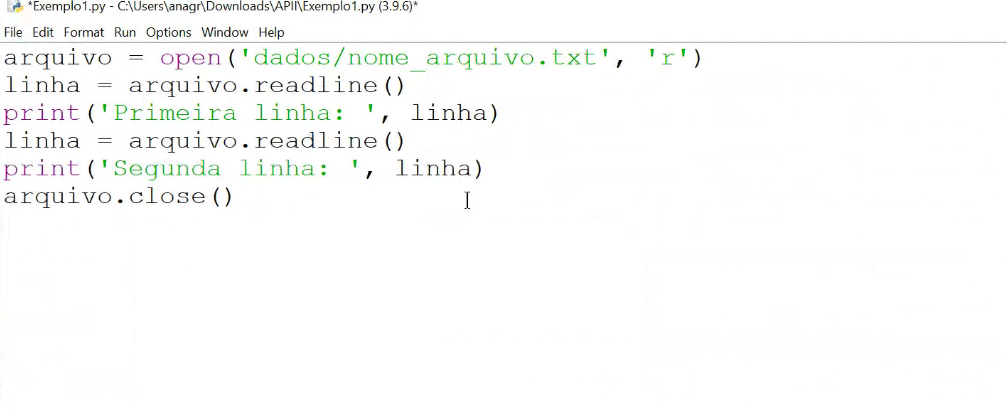 *Exemplo1.py - C:\Users\anagr\Downloads\APII\Exemplo1.py (3.9.6)*
File Edit Format Run Options Window Help
arquivo = open('dados/nome_arquivo.txt', 'r')
linha = arquivo.readline()
print('Primeira linha: ', linha)
linha = arquivo.readline()
print('Segunda linha: ', linha)
arquivo.close()